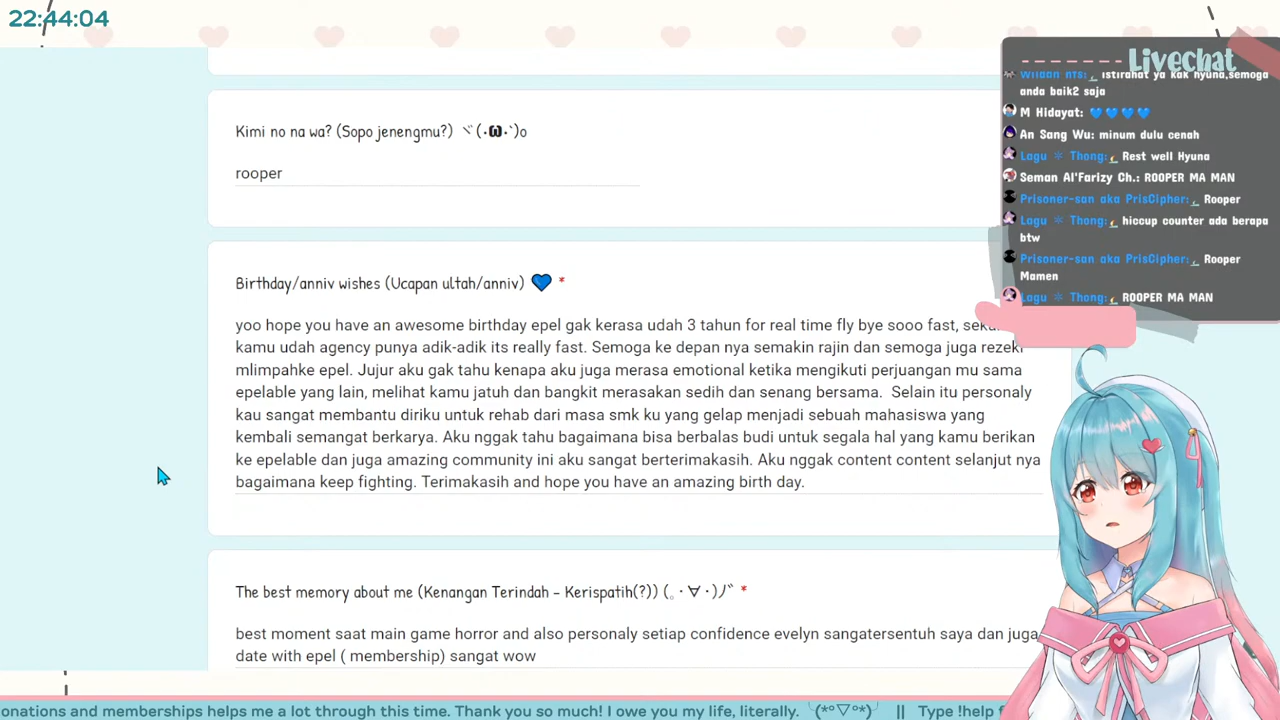 22:44:04
Kimi no na wa? (Sopo jenengmu?) ヾ(･ω･`)o
rooper
Birthday/anniv wishes (Ucapan ultah/anniv) 💙 *
yoo hope you have an awesome birthday epel gak kerasa udah 3 tahun for real time fly bye sooo fast,
kamu udah agency punya adik-adik its really fast. Semoga ke depan nya semakin rajin dan semoga juga rezeki
mlimpahke epel. Jujur aku gak tahu kenapa aku juga merasa emotional ketika mengikuti perjuangan mu sama
epelable yang lain, melihat kamu jatuh dan bangkit merasakan sedih dan senang bersama.  Selain itu personaly
kau sangat membantu diriku untuk rehab dari masa smk ku yang gelap menjadi sebuah mahasiswa yang
kembali semangat berkarya. Aku nggak tahu bagaimana bisa berbalas budi untuk segala hal yang kamu berikan
ke epelable dan juga amazing community ini aku sangat berterimakasih. Aku nggak content content selanjut nya
bagaimana keep fighting. Terimakasih and hope you have an amazing birth day.
The best memory about me (Kenangan Terindah - Kerispatih(?)) (｡･∀･)ﾉﾞ *
best moment saat main game horror and also personaly setiap confidence evelyn sangatersentuh saya dan juga
date with epel ( membership) sangat wow
Livechat
istirahat ya kak hyuna,semoga
anda baik2 saja
M Hidayat: 💙💙💙💙
An Sang Wu: minum dulu cenah
Lagu ✳ Thong: Rest well Hyuna
Seman Al'Farizy Ch.: ROOPER MA MAN
Prisoner-san aka PrisCipher: Rooper
Lagu ✳ Thong: hiccup counter ada berapa
btw
Prisoner-san aka PrisCipher: Rooper
Mamen
Lagu ✳ Thong: ROOPER MA MAN
onations and memberships helps me a lot through this time. Thank you so much! I owe you my life, literally. (*°▽°*) || Type !help f